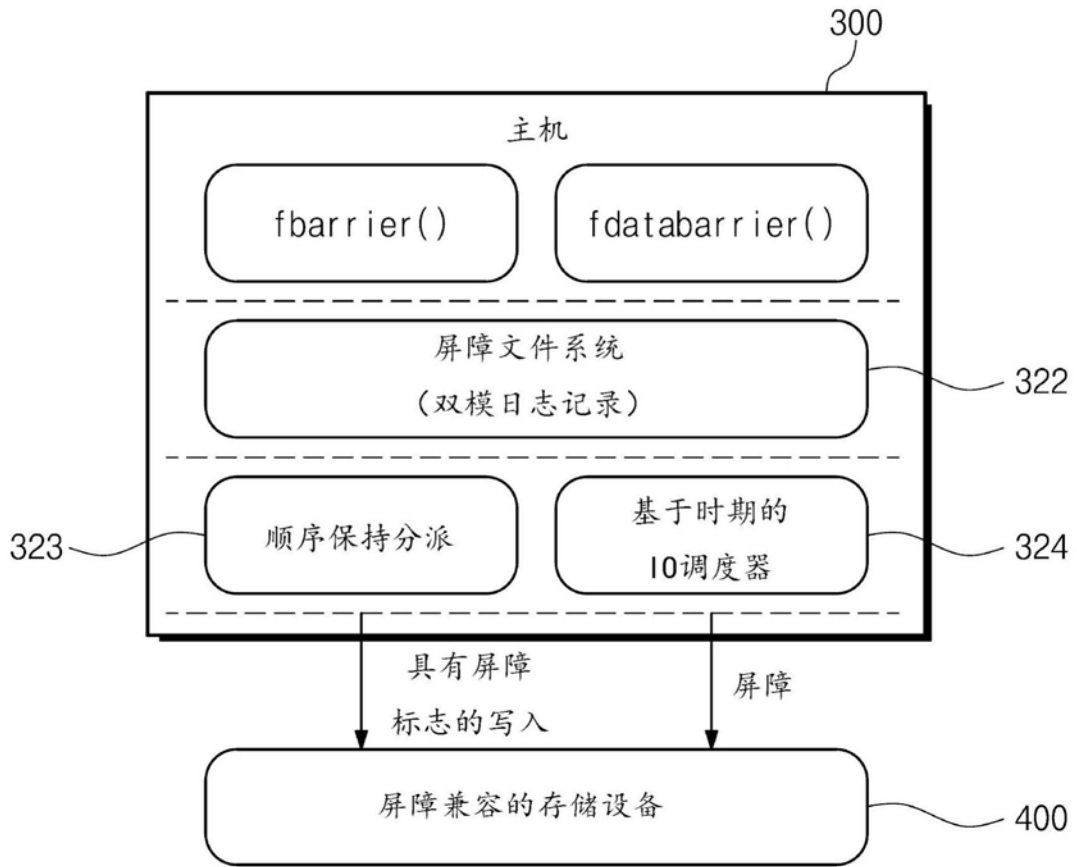 300
主机
fbarrier()
fdatabarrier()
屏障文件系统
（双模日志记录）
322
323
顺序保持分派
基于时期的
IO调度器
324
具有屏障
标志的写入
屏障
屏障兼容的存储设备
400